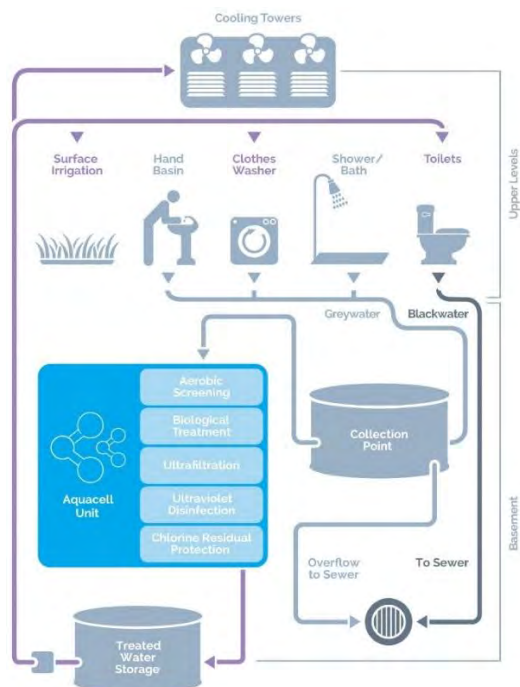 Cooling Towers
Upper Levels
Surface
Irrigation
Hand
Basin
Clothes
Washer
Shower/
Bath
Toilets
Greywater
Blackwater
Aquacell
Unit
Aerobic
Screening
Biological
Treatment
Ultrafiltration
Ultraviolet
Disinfection
Chlorine Residual
Protection
Collection
Point
Basement
Overflow
to Sewer
To Sewer
Treated
Water
Storage